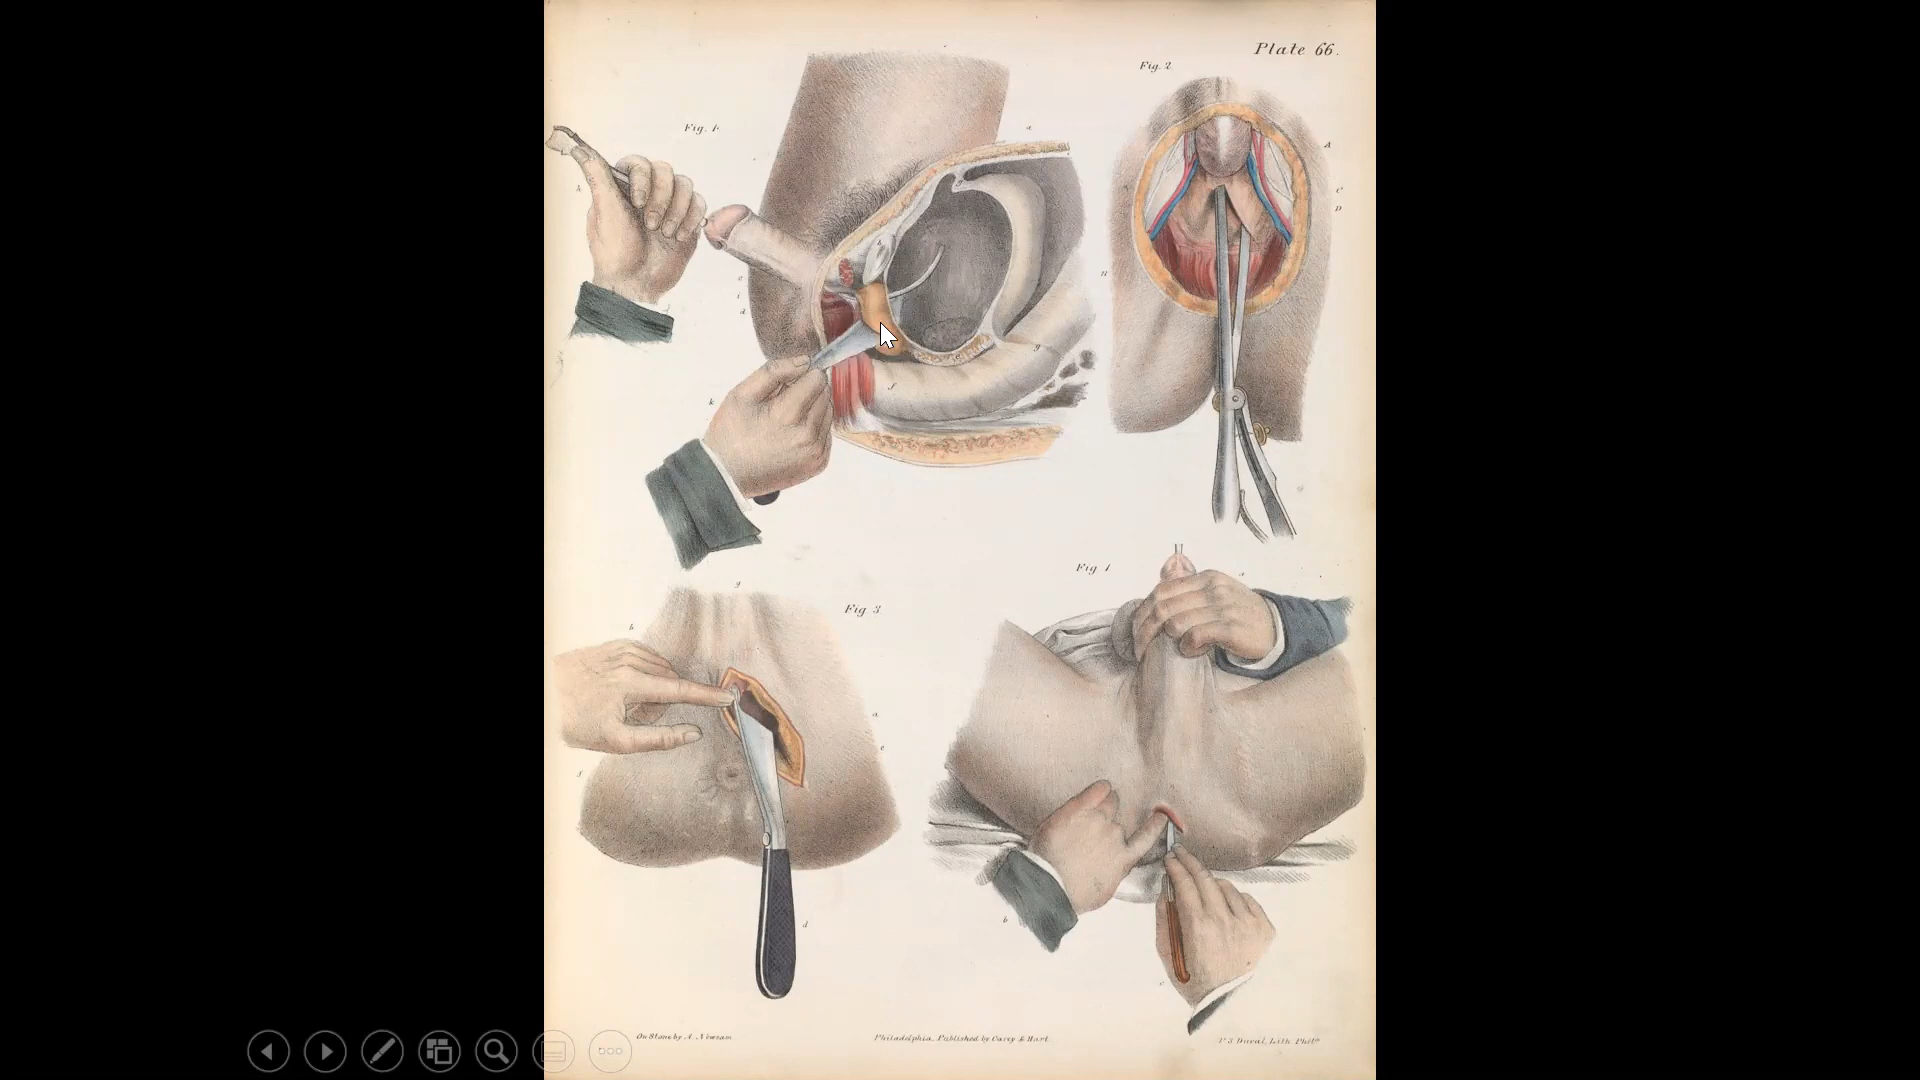 Plate 66.
Fig. 2
Fig. 1.
a
A
h
C
D
H
e
i
d
g
f
k
Fig. 1
g
Fig 3
a
h
a
e
f
d
b
On Stone by A. Newsam
Philadelphia, Published by Carey & Hart
P S Duval, Lith. Phila